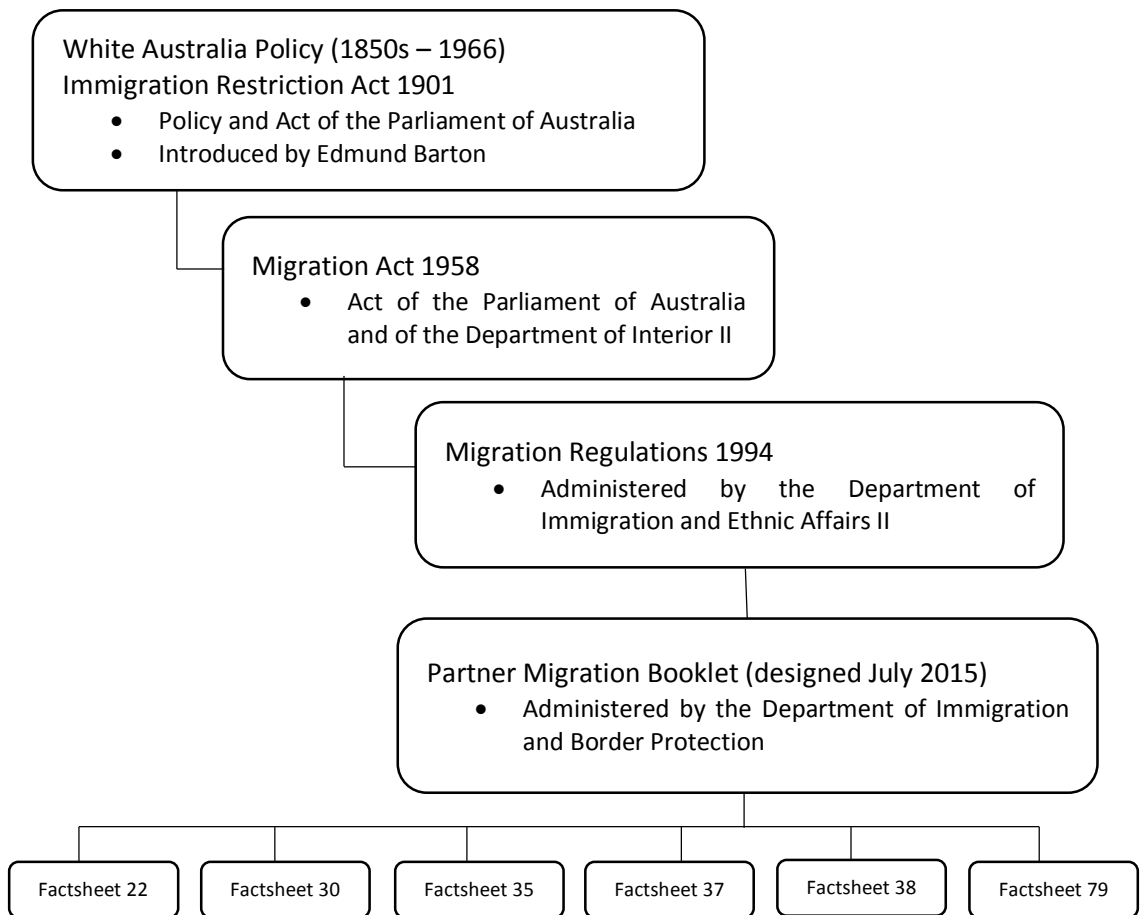 White Australia Policy (1850s – 1966)
Immigration Restriction Act 1901
• Policy and Act of the Parliament of Australia
• Introduced by Edmund Barton
Migration Act 1958
• Act of the Parliament of Australia
and of the Department of Interior II
Migration Regulations 1994
• Administered by the Department of
Immigration and Ethnic Affairs II
Partner Migration Booklet (designed July 2015)
• Administered by the Department of Immigration
and Border Protection
Factsheet 22
Factsheet 30
Factsheet 35
Factsheet 37
Factsheet 38
Factsheet 79